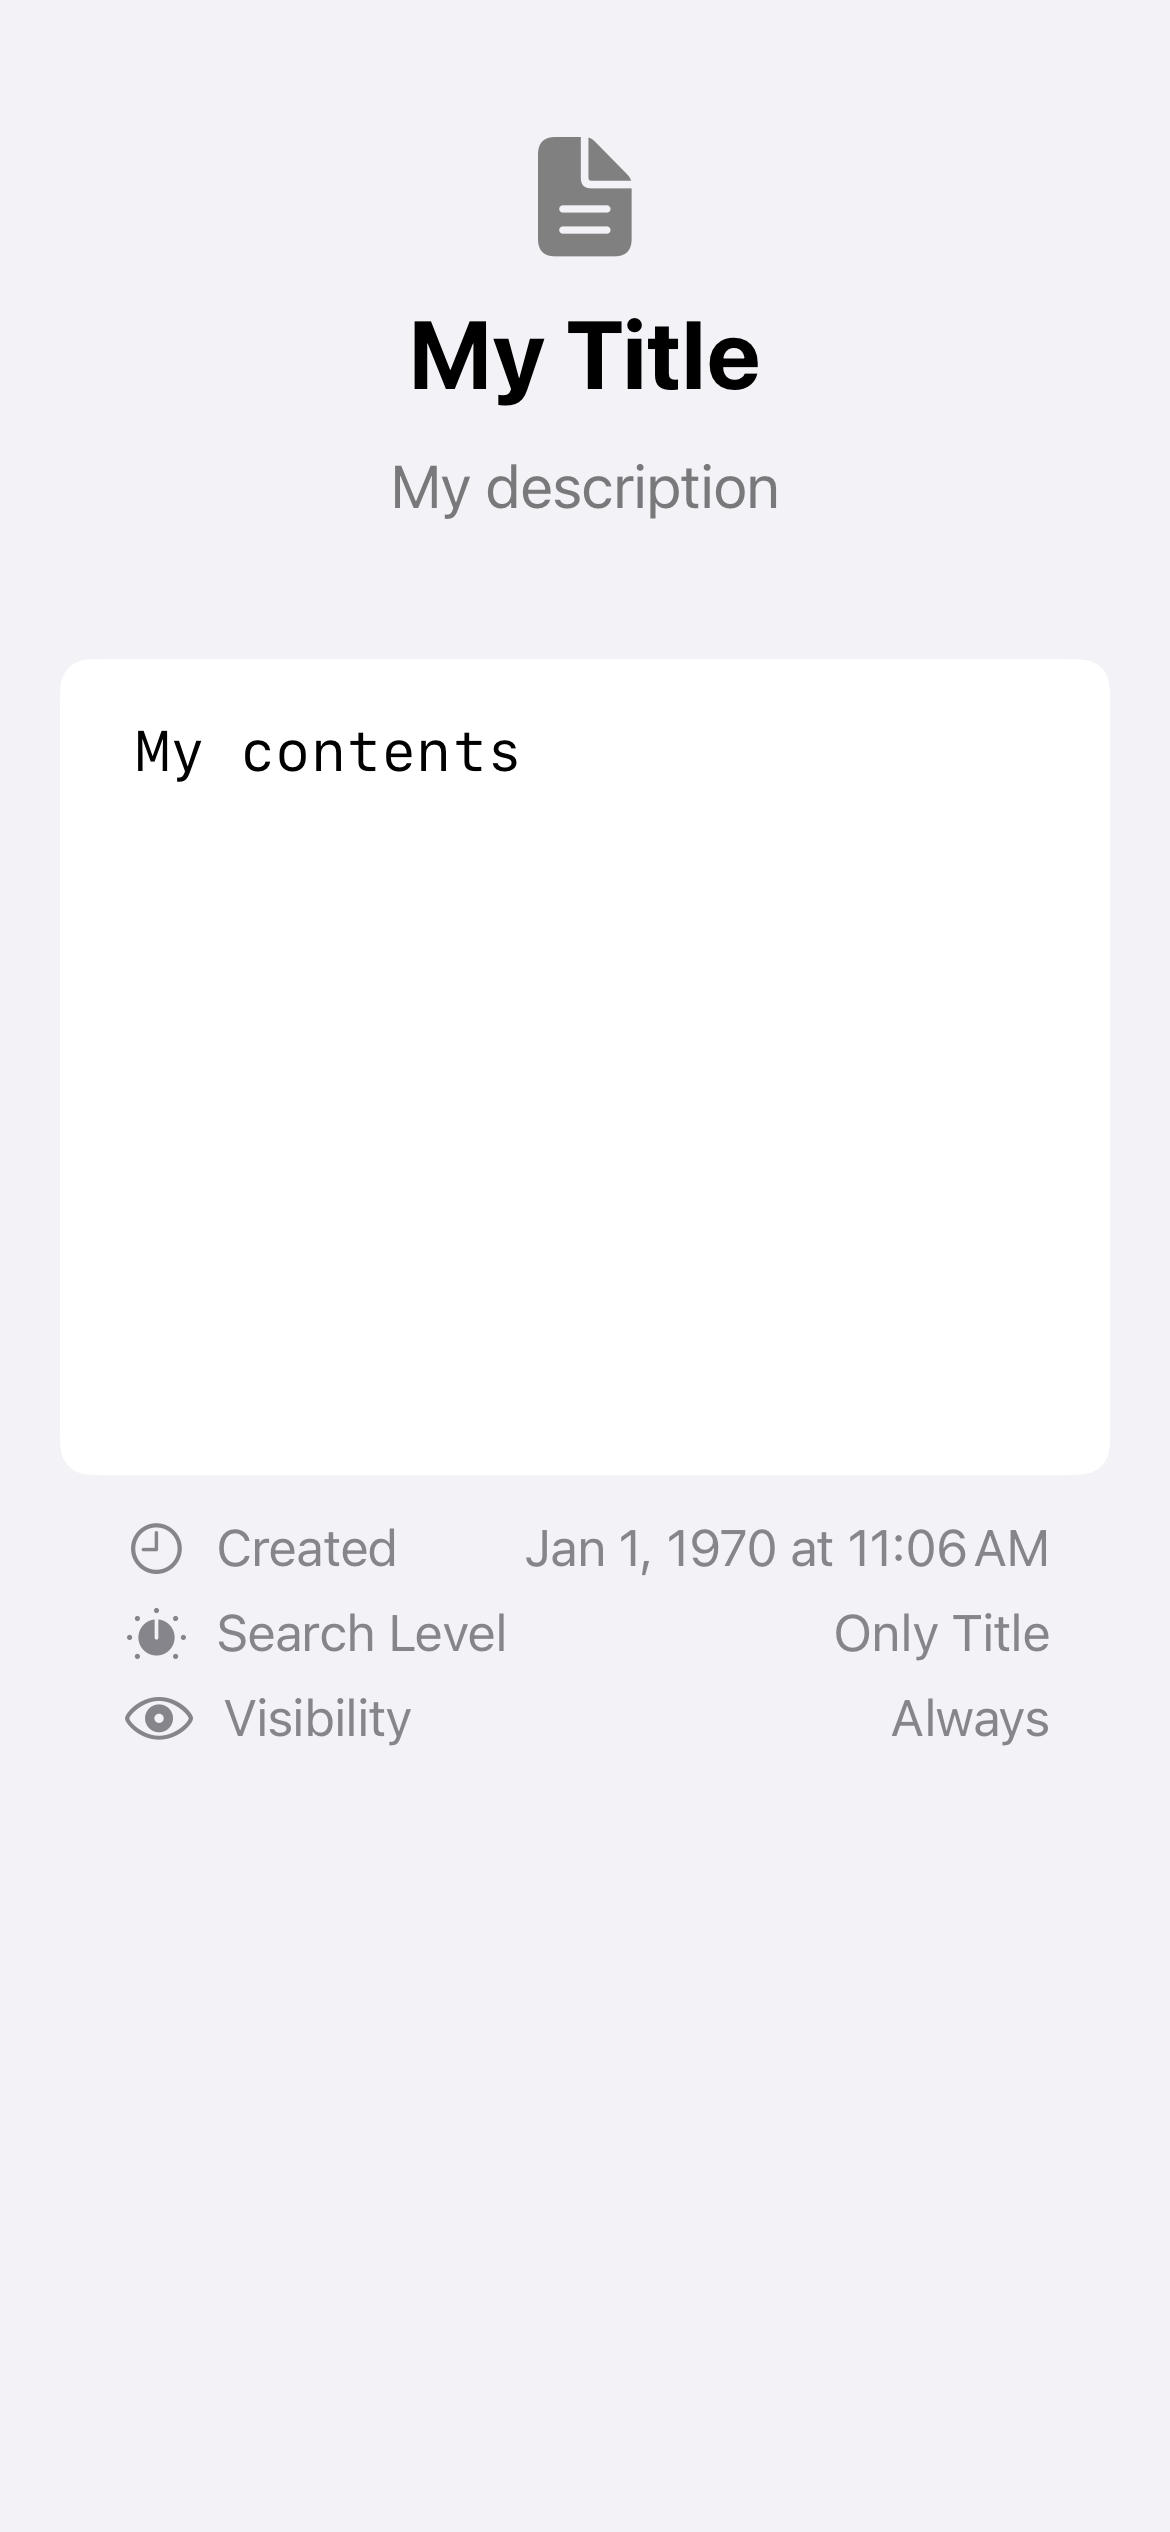 My Title
My description
My contents
Created Jan 1, 1970 at 11:06 AM
Search Level Only Title
Visibility Always